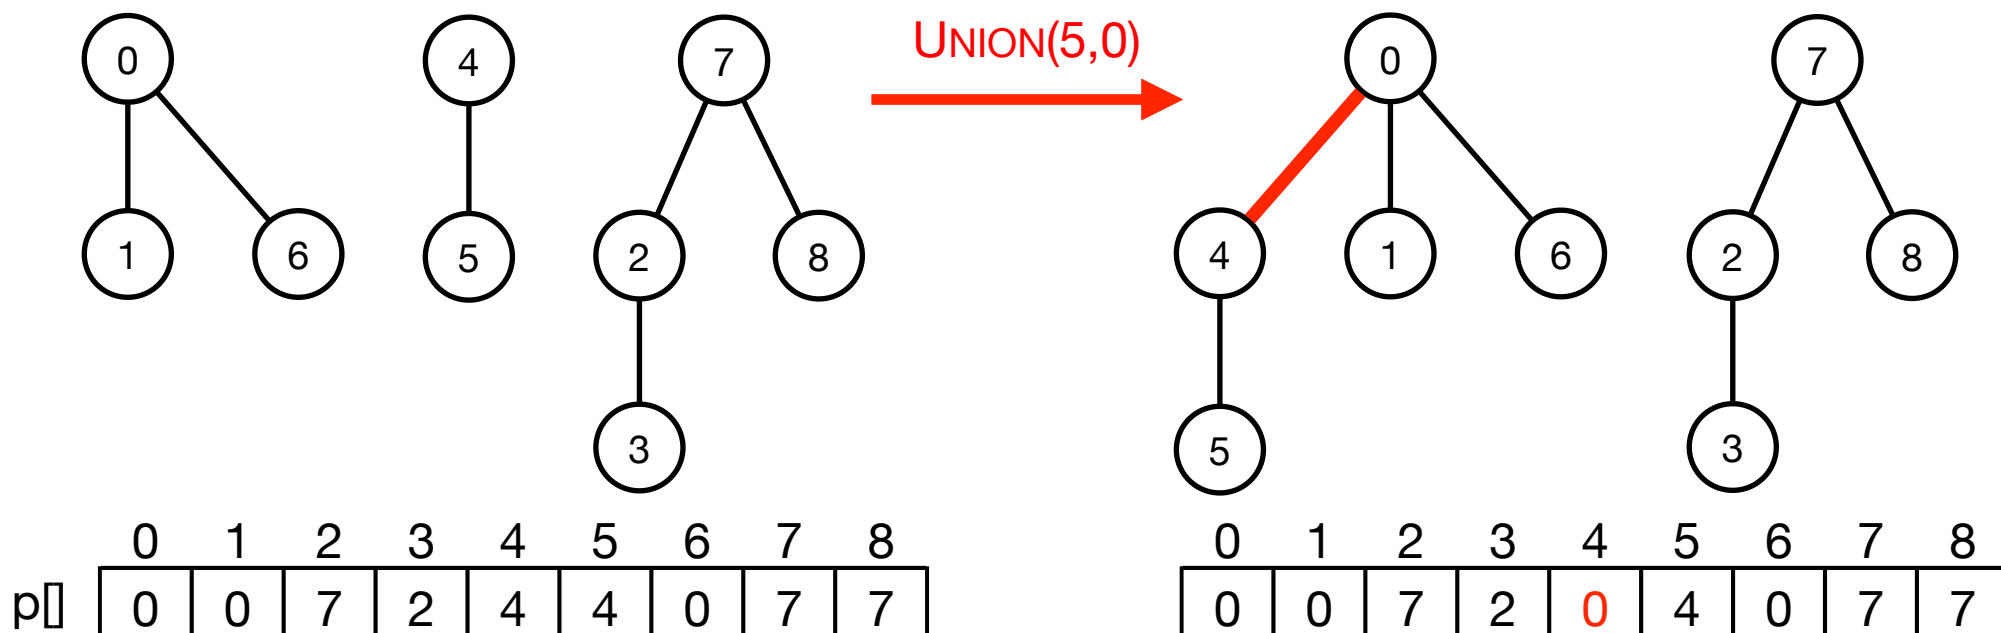 UNION(5,0)
0 4 7 0 7
1 6 5 2 8 4 1 6 2 8
3 5 3
0 1 2 3 4 5 6 7 8 0 1 2 3 4 5 6 7 8
p[] 0 0 7 2 4 4 0 7 7 0 0 7 2 0 4 0 7 7